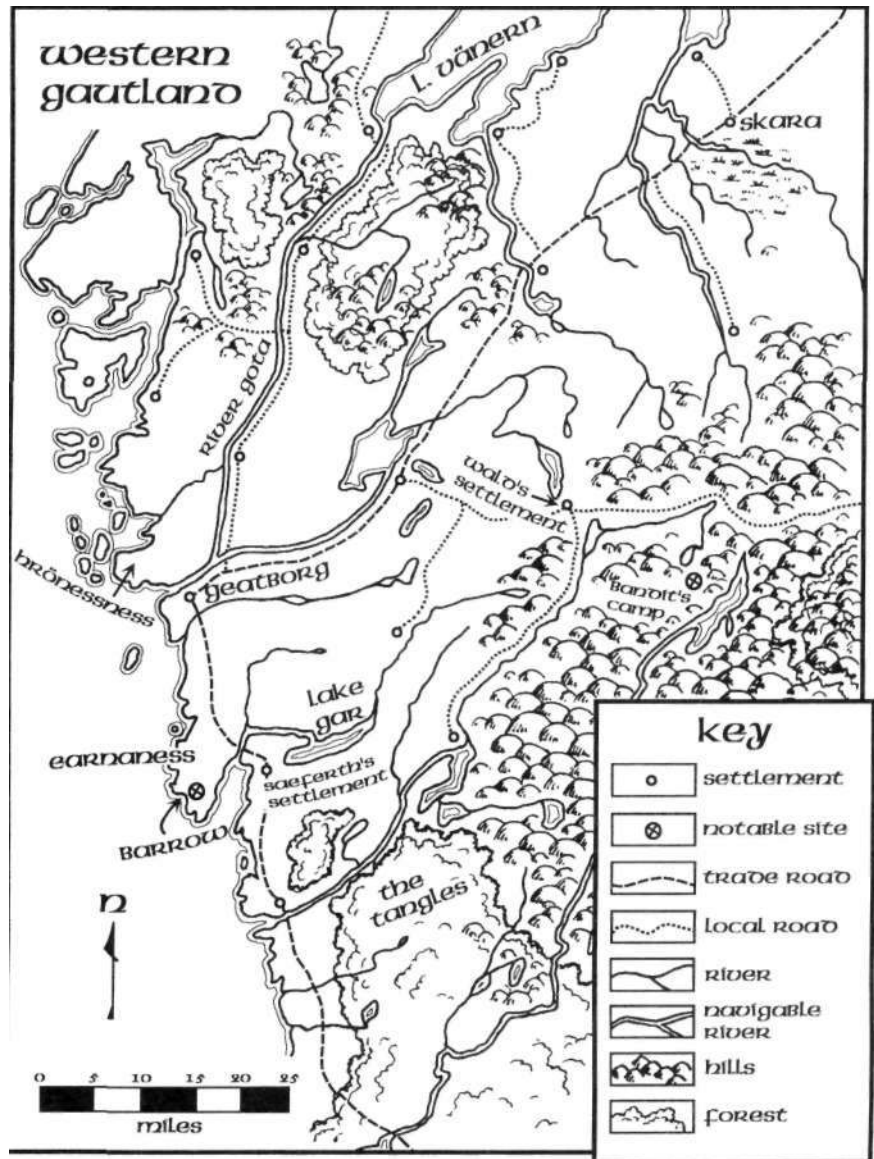 western
gautland
L. vänern
skara
river gota
wald's
settlement
hrönessness
geatborg
bandit's
camp
lake
gar
earnaness
saeferth's
settlement
barrow
the
tangles
n
0 5 10 15 20 25
miles
key
settlement
notable site
trade road
local road
river
navigable
river
hills
forest